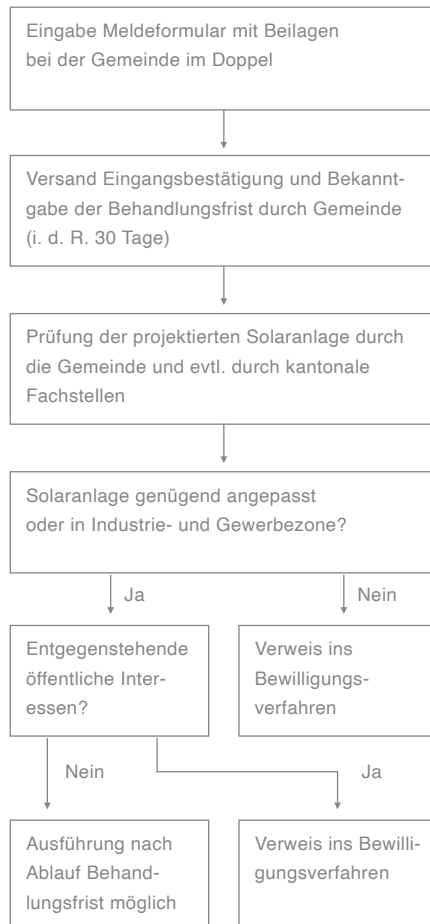 Eingabe Meldeformular mit Beilagen
bei der Gemeinde im Doppel
Versand Eingangsbestätigung und Bekannt-
gabe der Behandlungsfrist durch Gemeinde
(i. d. R. 30 Tage)
Prüfung der projektierten Solaranlage durch
die Gemeinde und evtl. durch kantonale
Fachstellen
Solaranlage genügend angepasst
oder in Industrie- und Gewerbezone?
Ja
Nein
Entgegenstehende
öffentliche Inter-
essen?
Verweis ins
Bewilligungs-
verfahren
Nein
Ja
Ausführung nach
Ablauf Behand-
lungsfrist möglich
Verweis ins Bewilli-
gungsverfahren